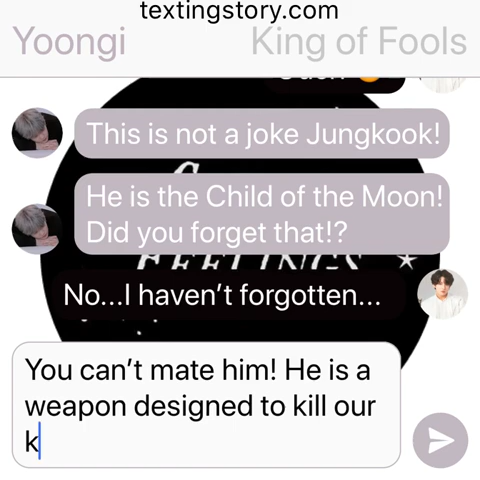 textingstory.com
Yoongi King of Fools
This is not a joke Jungkook!
He is the Child of the Moon!
Did you forget that!?
FEELINGS
No...I haven't forgotten...
You can't mate him! He is a
weapon designed to kill our
k